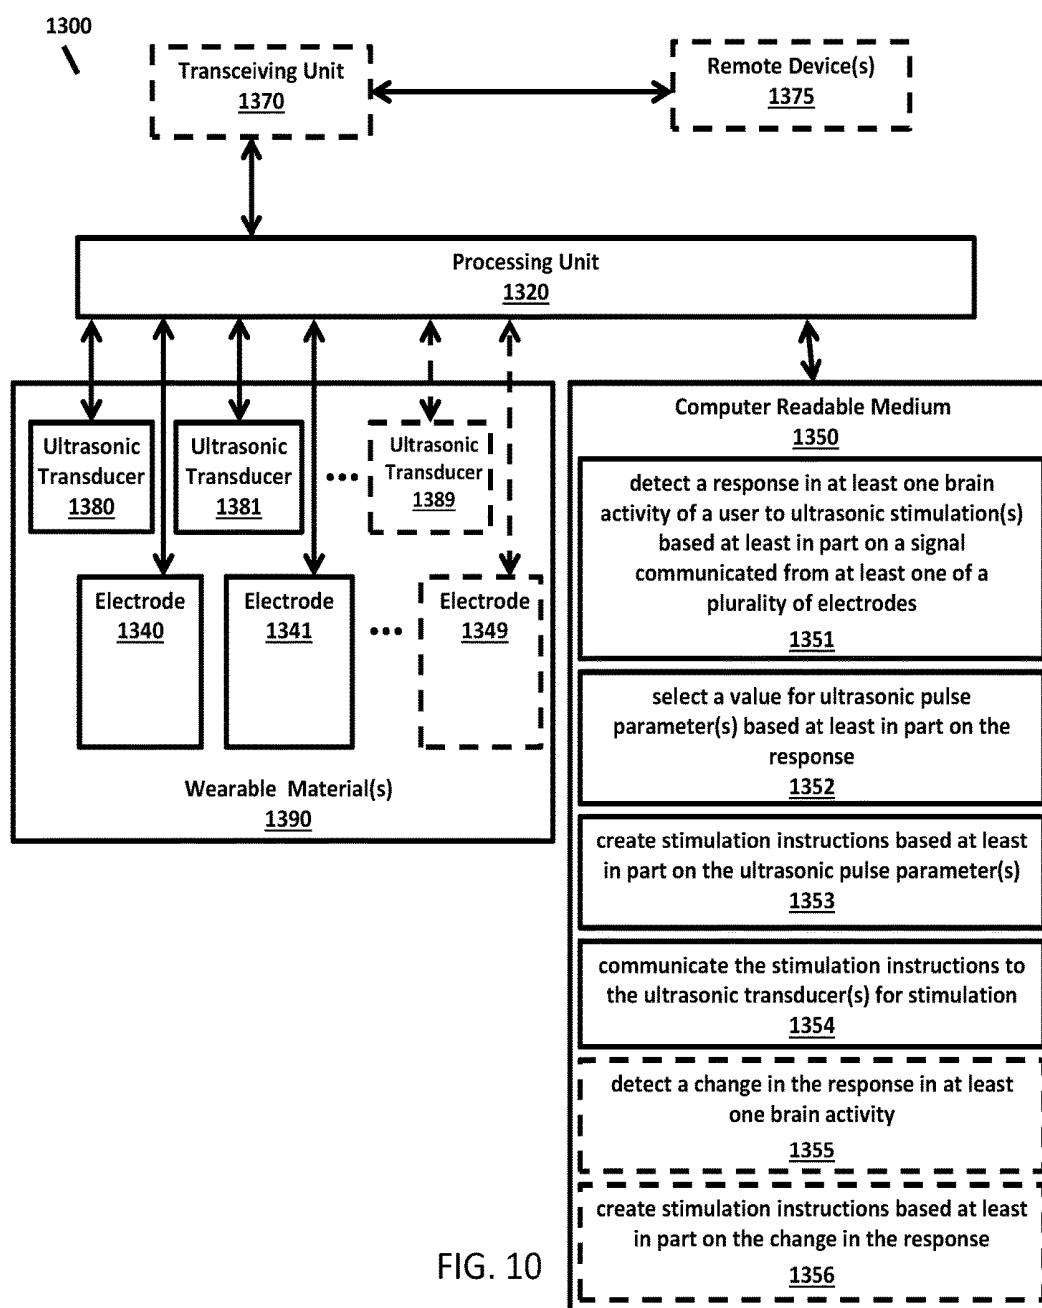 1300
Transceiving Unit
1370
Remote Device(s)
1375
Processing Unit
1320
Ultrasonic
Transducer
1380
Ultrasonic
Transducer
1381
•••
Ultrasonic
Transducer
1389
Electrode
1340
Electrode
1341
•••
Electrode
1349
Wearable Material(s)
1390
Computer Readable Medium
1350
detect a response in at least one brain
activity of a user to ultrasonic stimulation(s)
based at least in part on a signal
communicated from at least one of a
plurality of electrodes
1351
select a value for ultrasonic pulse
parameter(s) based at least in part on the
response
1352
create stimulation instructions based at least
in part on the ultrasonic pulse parameter(s)
1353
communicate the stimulation instructions to
the ultrasonic transducer(s) for stimulation
1354
detect a change in the response in at least
one brain activity
1355
create stimulation instructions based at least
in part on the change in the response
1356
FIG. 10